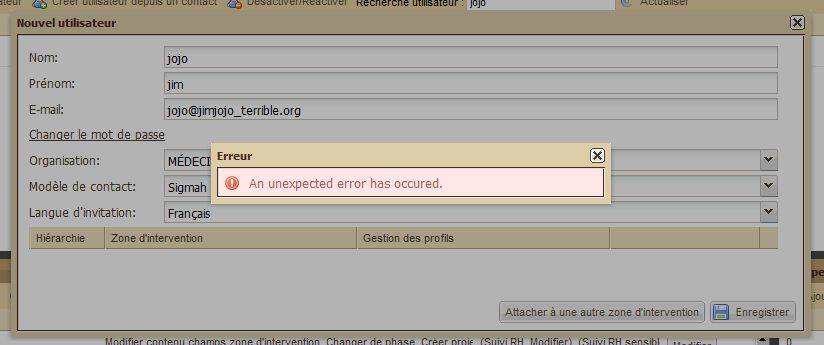 Créer utilisateur depuis un contact Désactiver/Réactiver Recherche utilisateur : jojo Actualiser
Nouvel utilisateur
Nom: jojo
Prénom: jim
E-mail: jojo@jimjojo_terrible.org
Changer le mot de passe
Erreur
Organisation: MÉDECI
An unexpected error has occured.
Modèle de contact: Sigmah
Langue d'invitation: Français
Hiérarchie Zone d'intervention Gestion des profils
Attacher à une autre zone d'intervention Enregistrer
Modifier contenu champs zone d'intervention, Changer de phase, Créer proje (Suivi RH, Modifier), (Suivi RH sensibl Modifier 0